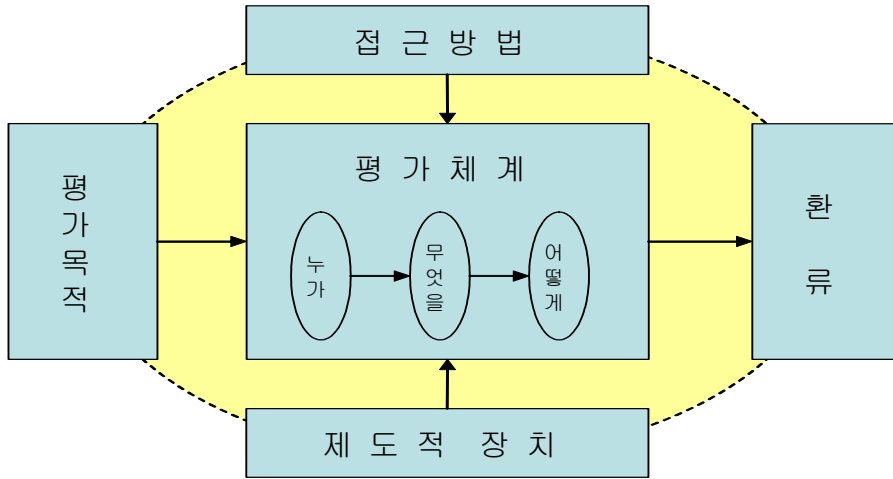 접 근 방 법
평가목적
평 가 체 계
누가
무엇을
어떻게
환 류
제 도 적 장 치